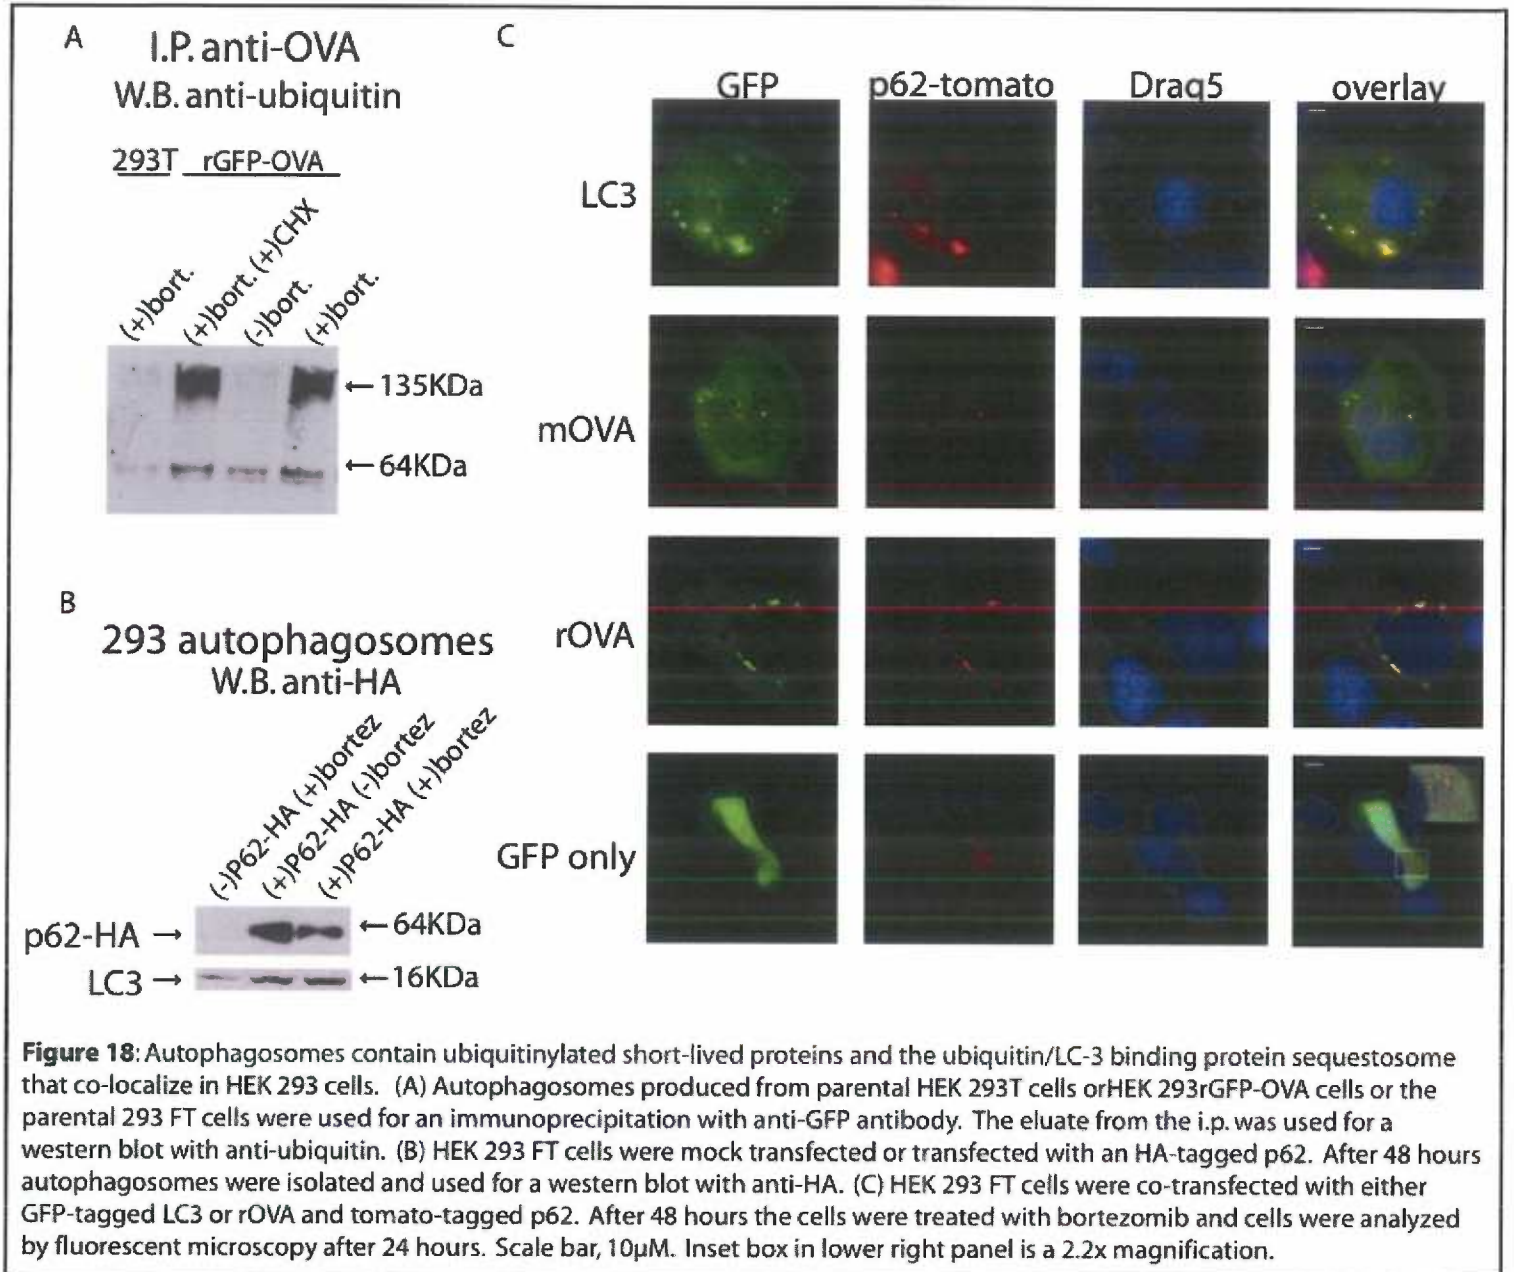 A
I.P. anti-OVA
W.B. anti-ubiquitin
293T rGFP-OVA
(+)bort.
(+)bort. (+)CHX
(-)bort.
(+)bort.
←135KDa
←64KDa
B
293 autophagosomes
W.B. anti-HA
(-)P62-HA (+)bortez
(+)P62-HA (-)bortez
(+)P62-HA (+)bortez
p62-HA → ←64KDa
LC3 → ←16KDa
C
GFP p62-tomato Draq5 overlay
LC3
mOVA
rOVA
GFP only
Figure 18: Autophagosomes contain ubiquitinylated short-lived proteins and the ubiquitin/LC-3 binding protein sequestosome
that co-localize in HEK 293 cells. (A) Autophagosomes produced from parental HEK 293T cells orHEK 293rGFP-OVA cells or the
parental 293 FT cells were used for an immunoprecipitation with anti-GFP antibody. The eluate from the i.p. was used for a
western blot with anti-ubiquitin. (B) HEK 293 FT cells were mock transfected or transfected with an HA-tagged p62. After 48 hours
autophagosomes were isolated and used for a western blot with anti-HA. (C) HEK 293 FT cells were co-transfected with either
GFP-tagged LC3 or rOVA and tomato-tagged p62. After 48 hours the cells were treated with bortezomib and cells were analyzed
by fluorescent microscopy after 24 hours. Scale bar, 10µM. Inset box in lower right panel is a 2.2x magnification.